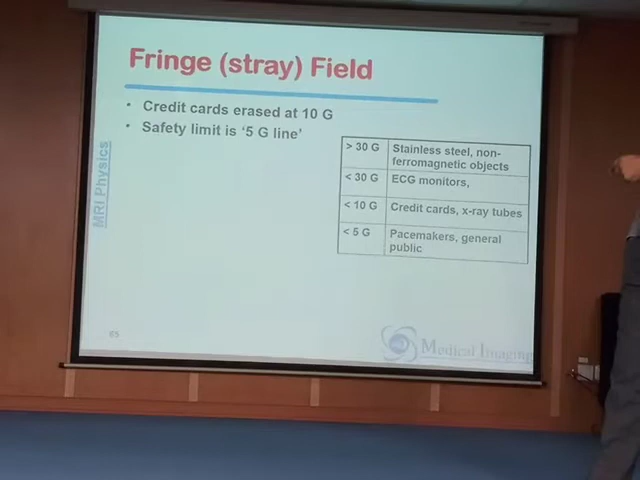 Fringe (stray) Field
• Credit cards erased at 10 G
• Safety limit is ‘5 G line’
MRI Physics
> 30 G Stainless steel, non-
ferromagnetic objects
< 30 G ECG monitors,
< 10 G Credit cards, x-ray tubes
< 5 G Pacemakers, general
public
Medical Imaging